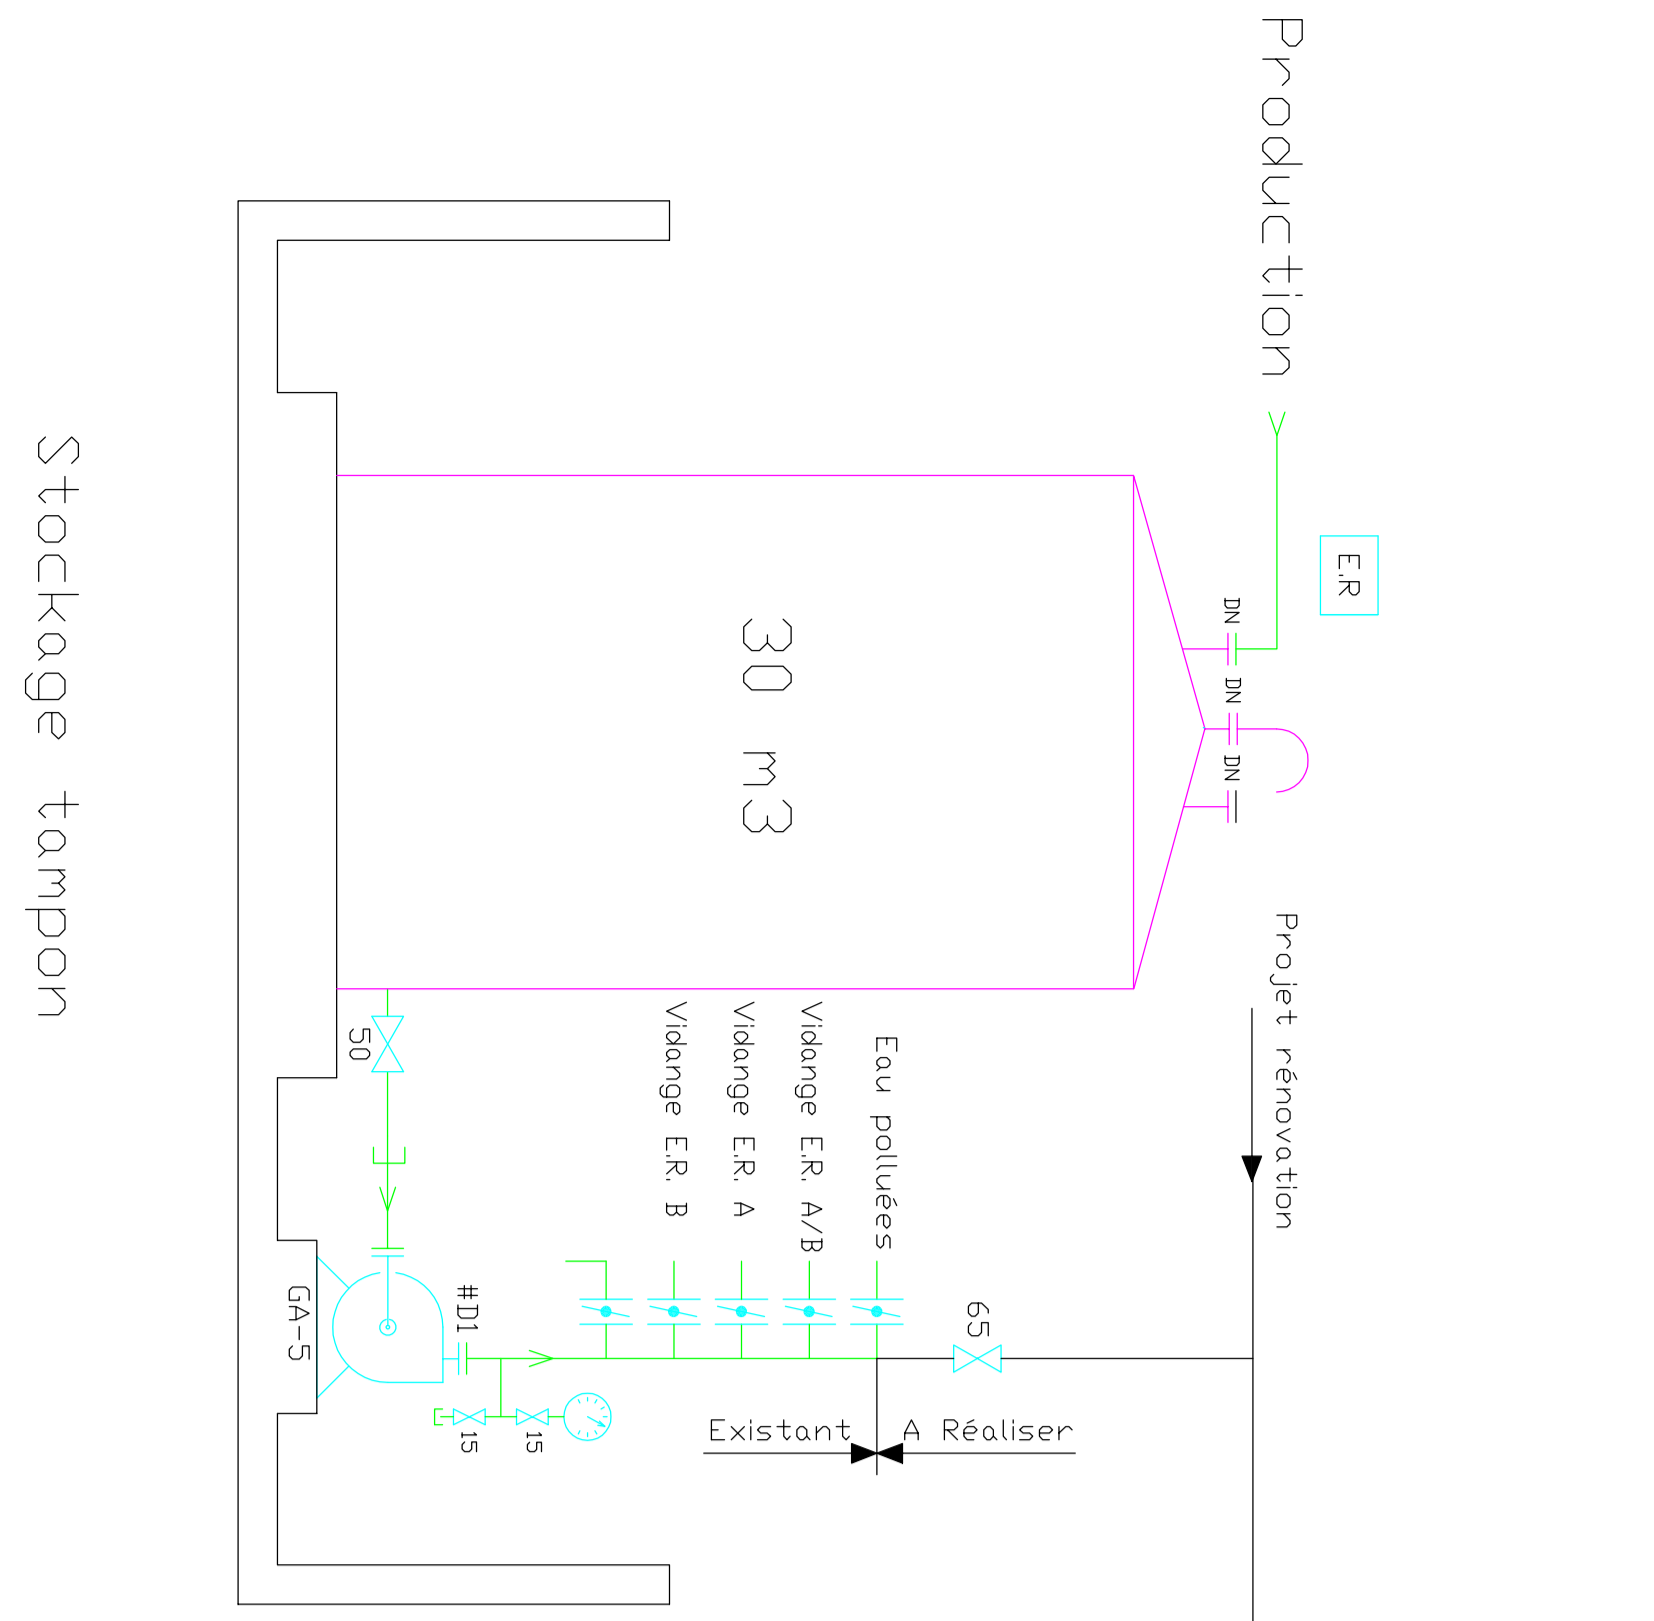 Production
E.R
DN
DN
DN
30 m3
Projet rénovation
Eau polluées
Vidange E.R. A/B
Vidange E.R. A
Vidange E.R. B
50
65
#D1
GA-5
15
15
Existant
A Réaliser
Stockage tampon